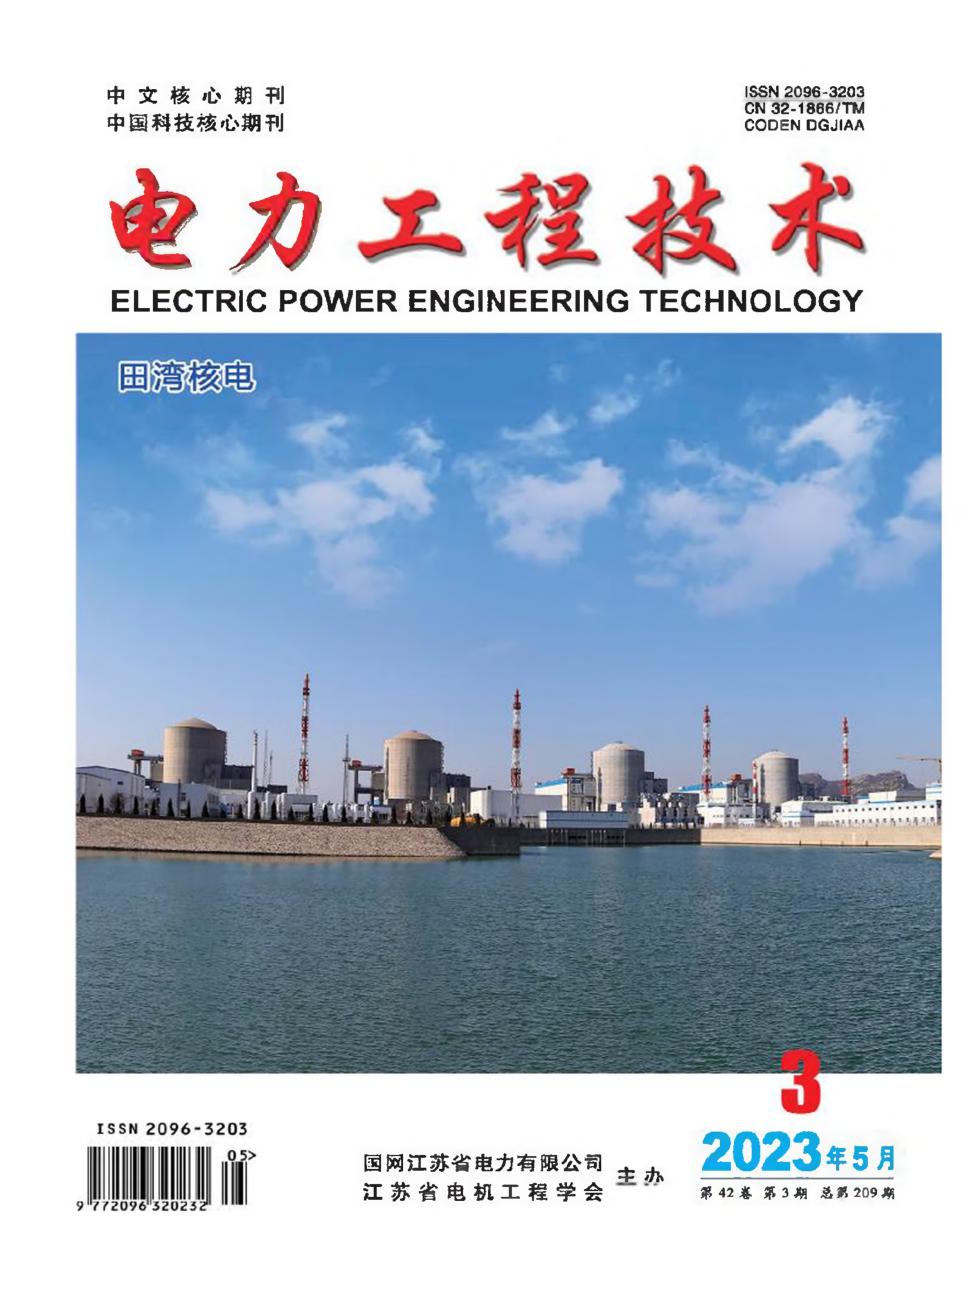 中文核心期刊
中国科技核心期刊
ISSN 2096-3203
CN 32-1866/TM
CODEN DGJIAA
电力工程技术
ELECTRIC POWER ENGINEERING TECHNOLOGY
田湾核电
3
2023年5月
第42卷 第3期 总第209期
国网江苏省电力有限公司
江苏省电机工程学会
主办
ISSN 2096-3203
05>
9 772096 320232